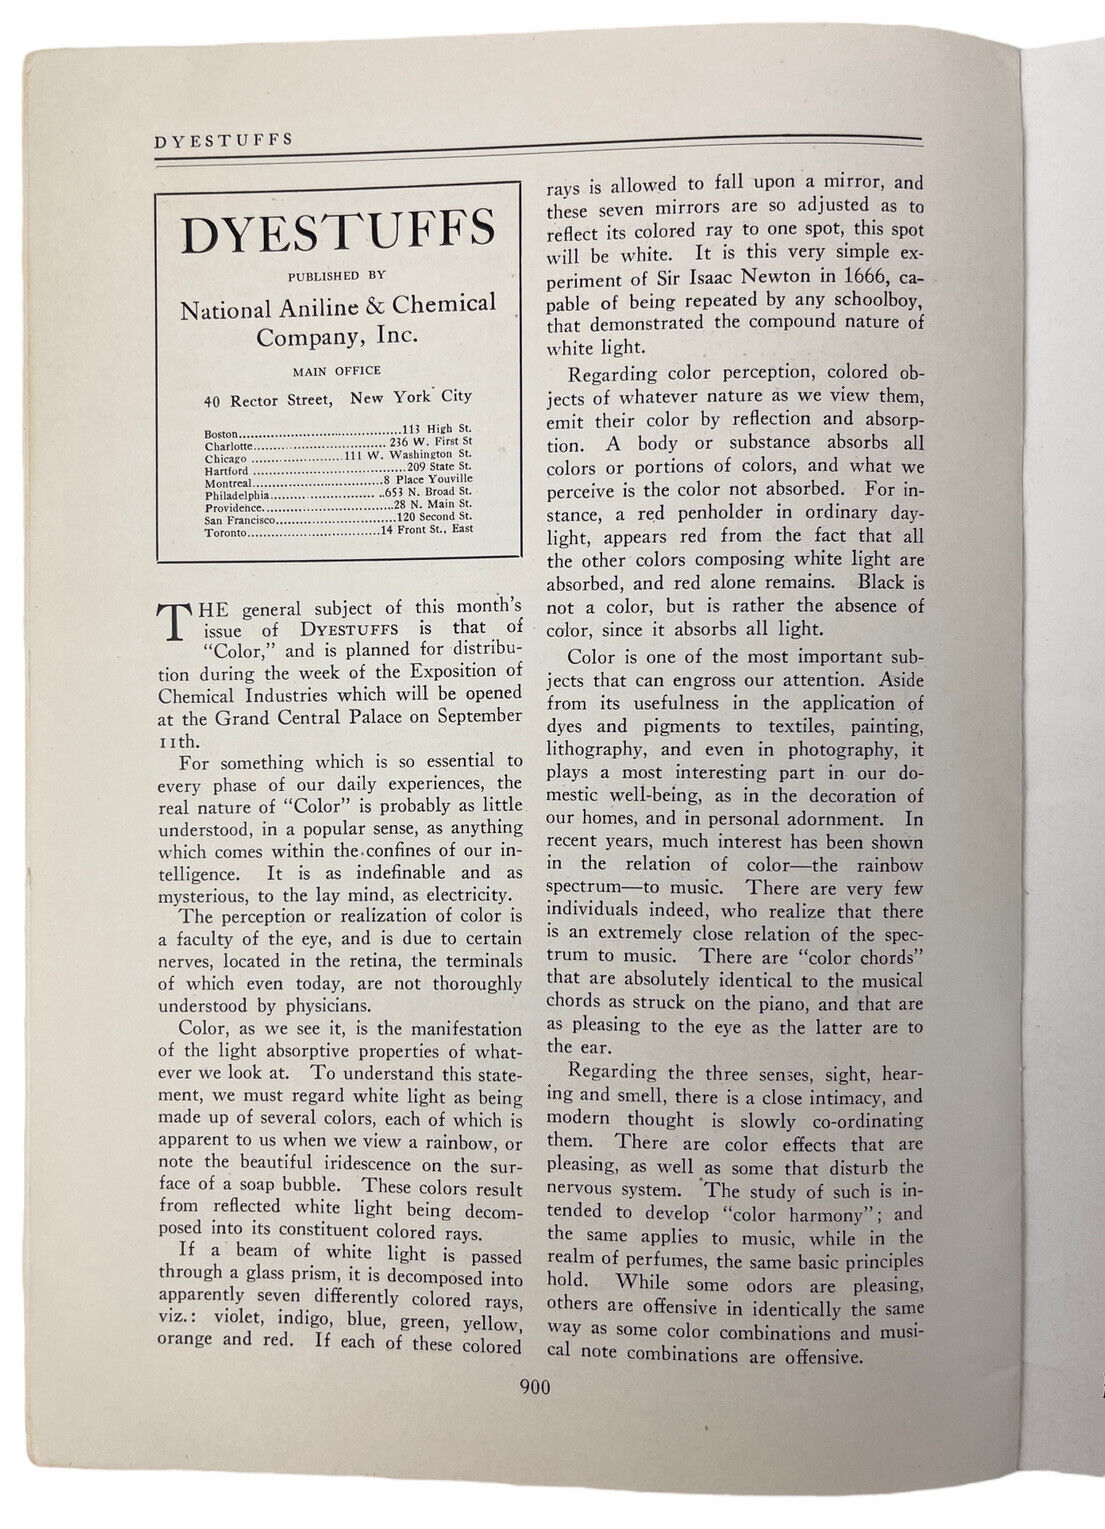 DYESTUFFS
DYESTUFFS
PUBLISHED BY
National Aniline & Chemical
Company, Inc.
MAIN OFFICE
40 Rector Street, New York City
Boston........................................113 High St.
Charlotte................................. 236 W. First St
Chicago .......................111 W. Washington St.
Hartford ......................................209 State St.
Montreal................................8 Place Youville
Philadelphia......... ................ ..653 N. Broad St.
Providence.................................28 N. Main St.
San Francisco..............................120 Second St.
Toronto.................................14 Front St., East
THE general subject of this month's
issue of DYESTUFFS is that of
"Color," and is planned for distribu-
tion during the week of the Exposition of
Chemical Industries which will be opened
at the Grand Central Palace on September
11th.
For something which is so essential to
every phase of our daily experiences, the
real nature of "Color" is probably as little
understood, in a popular sense, as anything
which comes within the confines of our in-
telligence. It is as indefinable and as
mysterious, to the lay mind, as electricity.
The perception or realization of color is
a faculty of the eye, and is due to certain
nerves, located in the retina, the terminals
of which even today, are not thoroughly
understood by physicians.
Color, as we see it, is the manifestation
of the light absorptive properties of what-
ever we look at. To understand this state-
ment, we must regard white light as being
made up of several colors, each of which is
apparent to us when we view a rainbow, or
note the beautiful iridescence on the sur-
face of a soap bubble. These colors result
from reflected white light being decom-
posed into its constituent colored rays.
If a beam of white light is passed
through a glass prism, it is decomposed into
apparently seven differently colored rays,
viz.: violet, indigo, blue, green, yellow,
orange and red. If each of these colored
rays is allowed to fall upon a mirror, and
these seven mirrors are so adjusted as to
reflect its colored ray to one spot, this spot
will be white. It is this very simple ex-
periment of Sir Isaac Newton in 1666, ca-
pable of being repeated by any schoolboy,
that demonstrated the compound nature of
white light.
Regarding color perception, colored ob-
jects of whatever nature as we view them,
emit their color by reflection and absorp-
tion. A body or substance absorbs all
colors or portions of colors, and what we
perceive is the color not absorbed. For in-
stance, a red penholder in ordinary day-
light, appears red from the fact that all
the other colors composing white light are
absorbed, and red alone remains. Black is
not a color, but is rather the absence of
color, since it absorbs all light.
Color is one of the most important sub-
jects that can engross our attention. Aside
from its usefulness in the application of
dyes and pigments to textiles, painting,
lithography, and even in photography, it
plays a most interesting part in our do-
mestic well-being, as in the decoration of
our homes, and in personal adornment. In
recent years, much interest has been shown
in the relation of color—the rainbow
spectrum—to music. There are very few
individuals indeed, who realize that there
is an extremely close relation of the spec-
trum to music. There are "color chords"
that are absolutely identical to the musical
chords as struck on the piano, and that are
as pleasing to the eye as the latter are to
the ear.
Regarding the three senses, sight, hear-
ing and smell, there is a close intimacy, and
modern thought is slowly co-ordinating
them. There are color effects that are
pleasing, as well as some that disturb the
nervous system. The study of such is in-
tended to develop "color harmony"; and
the same applies to music, while in the
realm of perfumes, the same basic principles
hold. While some odors are pleasing,
others are offensive in identically the same
way as some color combinations and musi-
cal note combinations are offensive.
900